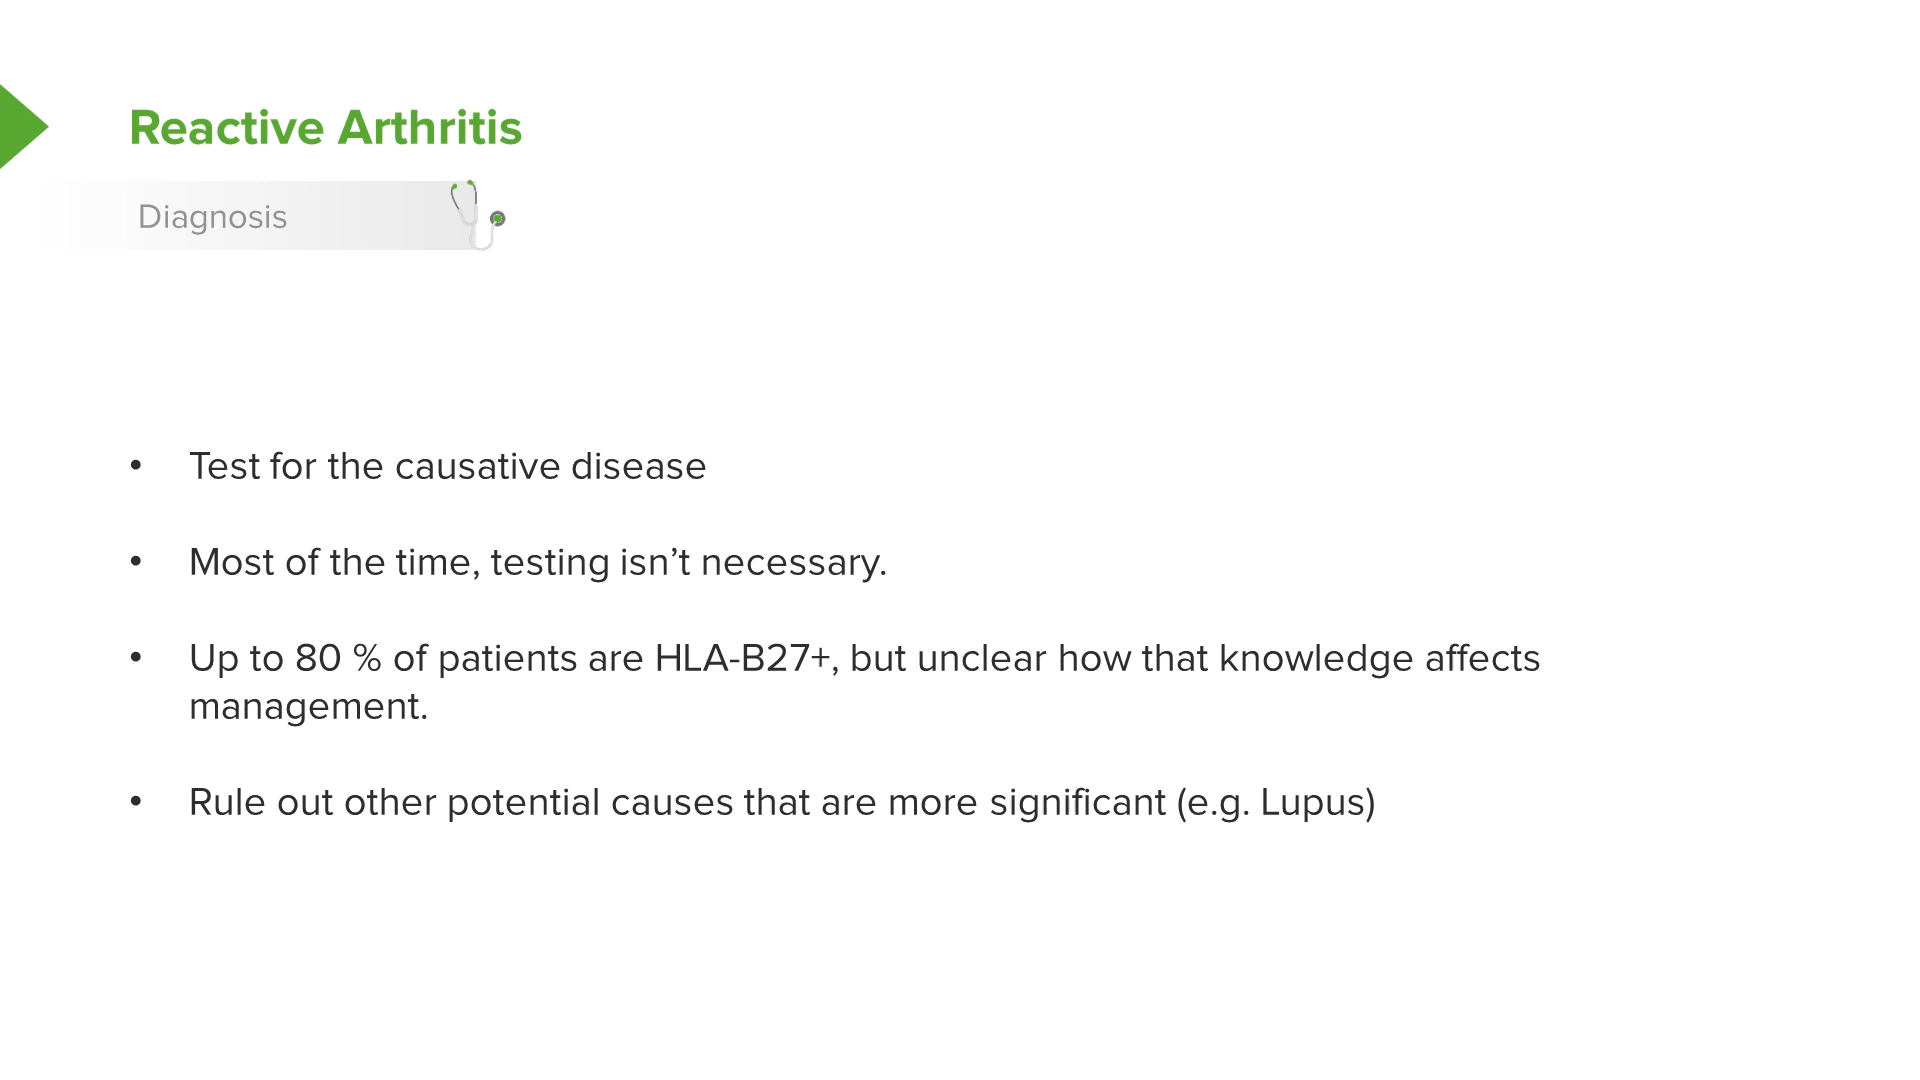 Reactive Arthritis
Diagnosis
• Test for the causative disease
• Most of the time, testing isn’t necessary.
• Up to 80 % of patients are HLA-B27+, but unclear how that knowledge affects
management.
• Rule out other potential causes that are more significant (e.g. Lupus)